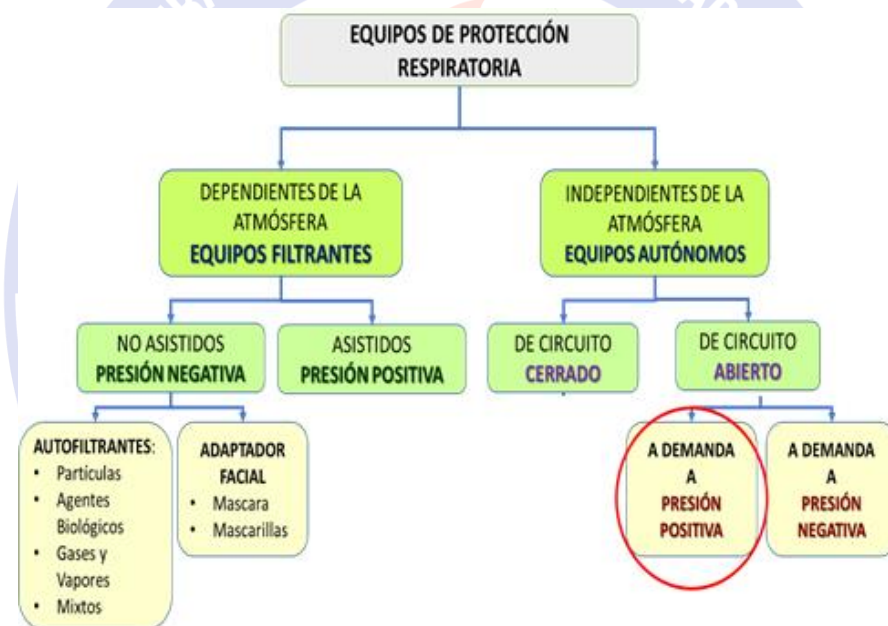 EQUIPOS DE PROTECCIÓN
RESPIRATORIA
DEPENDIENTES DE LA
ATMÓSFERA
EQUIPOS FILTRANTES
INDEPENDIENTES DE LA
ATMÓSFERA
EQUIPOS AUTÓNOMOS
NO ASISTIDOS
PRESIÓN NEGATIVA
ASISTIDOS
PRESIÓN POSITIVA
DE CIRCUITO
CERRADO
DE CIRCUITO
ABIERTO
AUTOFILTRANTES:
• Partículas
• Agentes
Biológicos
• Gases y
Vapores
• Mixtos
ADAPTADOR
FACIAL
• Mascara
• Mascarillas
A DEMANDA
A
PRESIÓN
POSITIVA
A DEMANDA
A
PRESIÓN
NEGATIVA